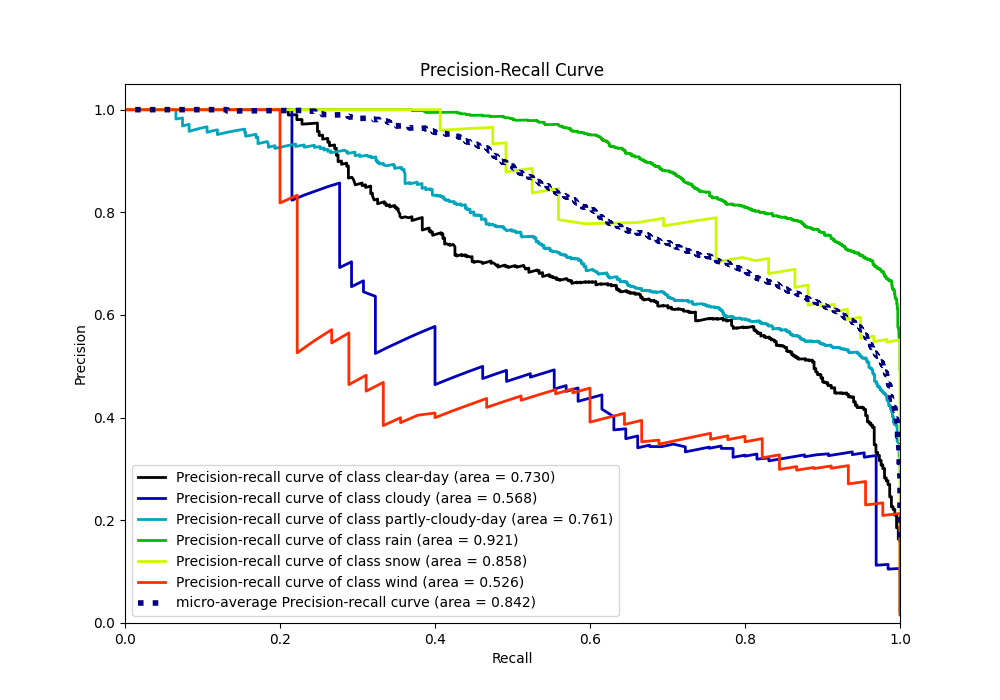 Precision-Recall Curve
1.0
0.8
0.6
0.4
0.2
0.0
Precision
Precision-recall curve of class clear-day (area = 0.730)
Precision-recall curve of class cloudy (area = 0.568)
Precision-recall curve of class partly-cloudy-day (area = 0.761)
Precision-recall curve of class rain (area = 0.921)
Precision-recall curve of class snow (area = 0.858)
Precision-recall curve of class wind (area = 0.526)
micro-average Precision-recall curve (area = 0.842)
0.0 0.2 0.4 0.6 0.8 1.0
Recall